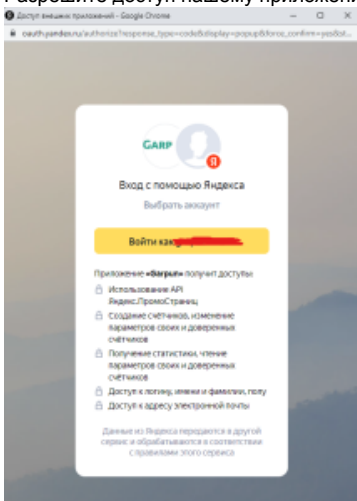 Разрешите доступ нашему приложени
Доступ внешних приложений - Google Chrome
oauth.yandex.ru/authorize?response_type=code&display=popup&force_confirm=yes&st...
GARP
Я
Вход с помощью Яндекса
Выбрать аккаунт
Войти как
Приложение «Garpun» получит доступы:
Использование API
Яндекс.ПромоСтраниц
Создание счётчиков, изменение
параметров своих и доверенных
счётчиков
Получение статистики, чтение
параметров своих и доверенных
счётчиков
Доступ к логину, имени и фамилии, полу
Доступ к адресу электронной почты
Данные из Яндекса передаются в другой
сервис и обрабатываются в соответствии
с правилами этого сервиса